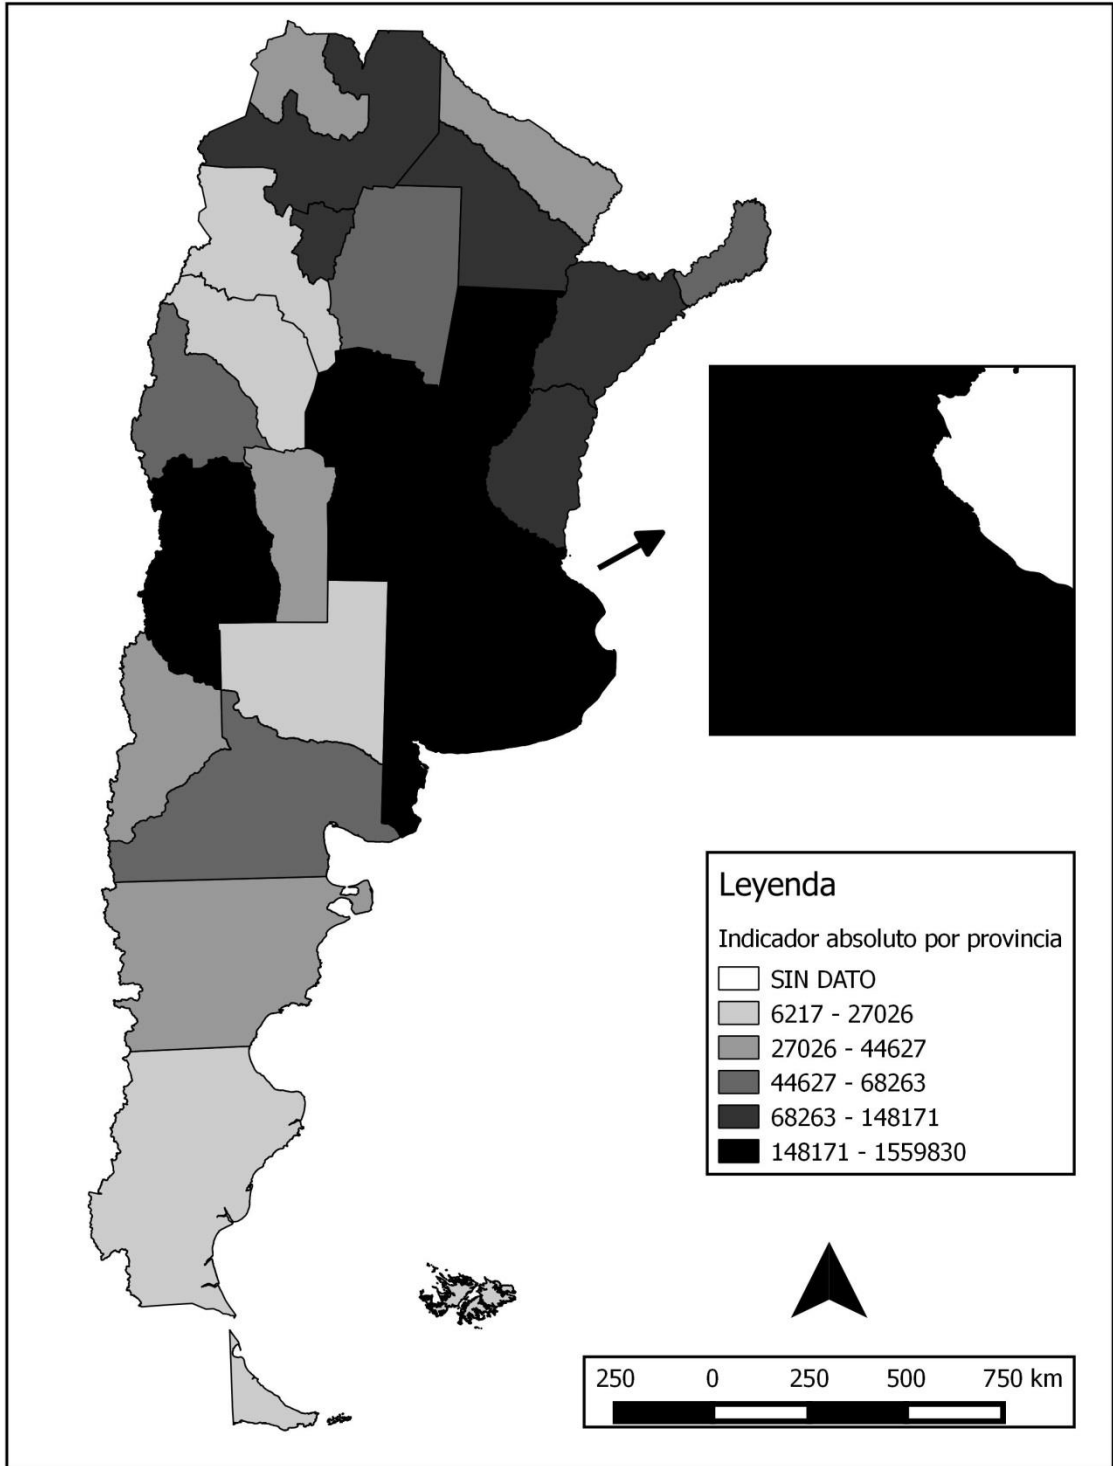 Leyenda
Indicador absoluto por provincia
SIN DATO
6217 - 27026
27026 - 44627
44627 - 68263
68263 - 148171
148171 - 1559830
250 0 250 500 750 km